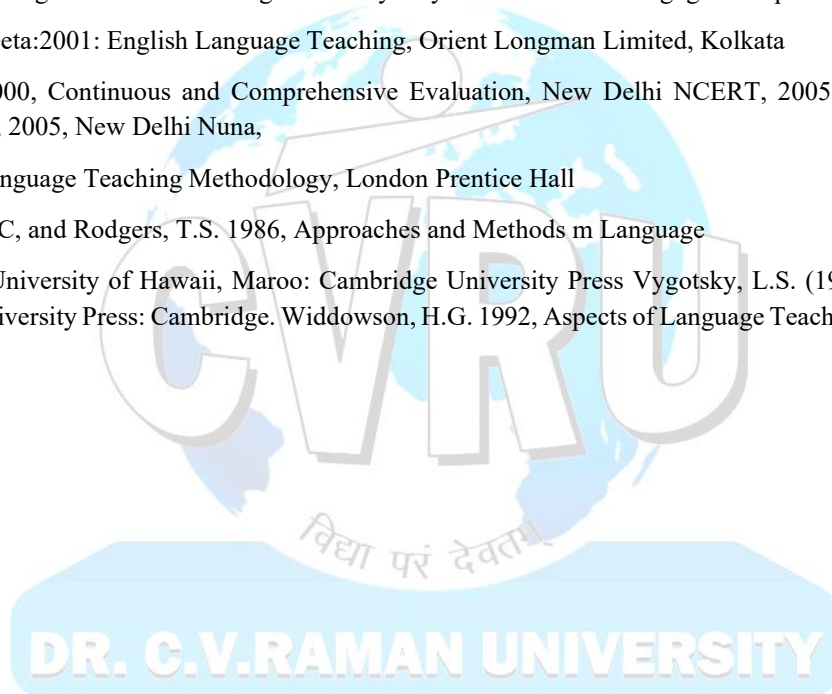 eta:2001: English Language Teaching, Orient Longman Limited, Kolkata
000, Continuous and Comprehensive Evaluation, New Delhi NCERT, 2005
, 2005, New Delhi Nuna,
nguage Teaching Methodology, London Prentice Hall
C, and Rodgers, T.S. 1986, Approaches and Methods m Language
University of Hawaii, Maroo: Cambridge University Press Vygotsky, L.S. (19
iversity Press: Cambridge. Widdowson, H.G. 1992, Aspects of Language Teach
CVRU
विद्या परं देवतम्
DR. C.V.RAMAN UNIVERSITY